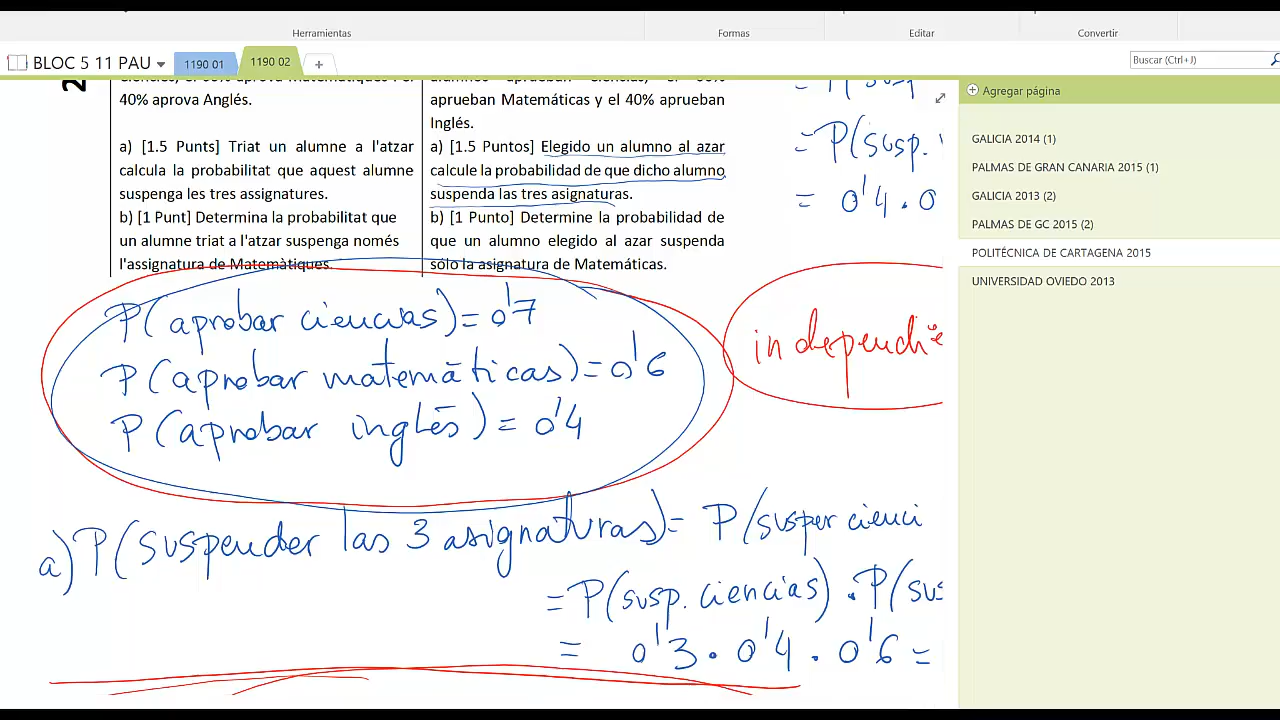 Herramientas
Formas
Editar
Convertir
BLOC 5 11 PAU
1190 01
1190 02
+
Buscar (Ctrl+J)
2
40% aprova Anglés.
a) [1.5 Punts] Triat un alumne a l'atzar
calcula la probabilitat que aquest alumne
suspenga les tres assignatures.
b) [1 Punt] Determina la probabilitat que
un alumne triat a l'atzar suspenga només
l'assignatura de Matemàtiques.
aprueban Matemáticas y el 40% aprueban
Inglés.
a) [1.5 Puntos] Elegido un alumno al azar
calcule la probabilidad de que dicho alumno
suspenda las tres asignaturas.
b) [1 Punto] Determine la probabilidad de
que un alumno elegido al azar suspenda
sólo la asignatura de Matemáticas.
= P(susp.
= 0'4 . 0
P(aprobar ciencias) = 0'7
P(aprobar matemáticas) = 0'6
P(aprobar inglés) = 0'4
independie
a) P(suspender las 3 asignaturas) = P(susper cienci
= P(susp. ciencias) . P(sus
= 0'3 . 0'4 . 0'6 =
Agregar página
GALICIA 2014 (1)
PALMAS DE GRAN CANARIA 2015 (1)
GALICIA 2013 (2)
PALMAS DE GC 2015 (2)
POLITÉCNICA DE CARTAGENA 2015
UNIVERSIDAD OVIEDO 2013